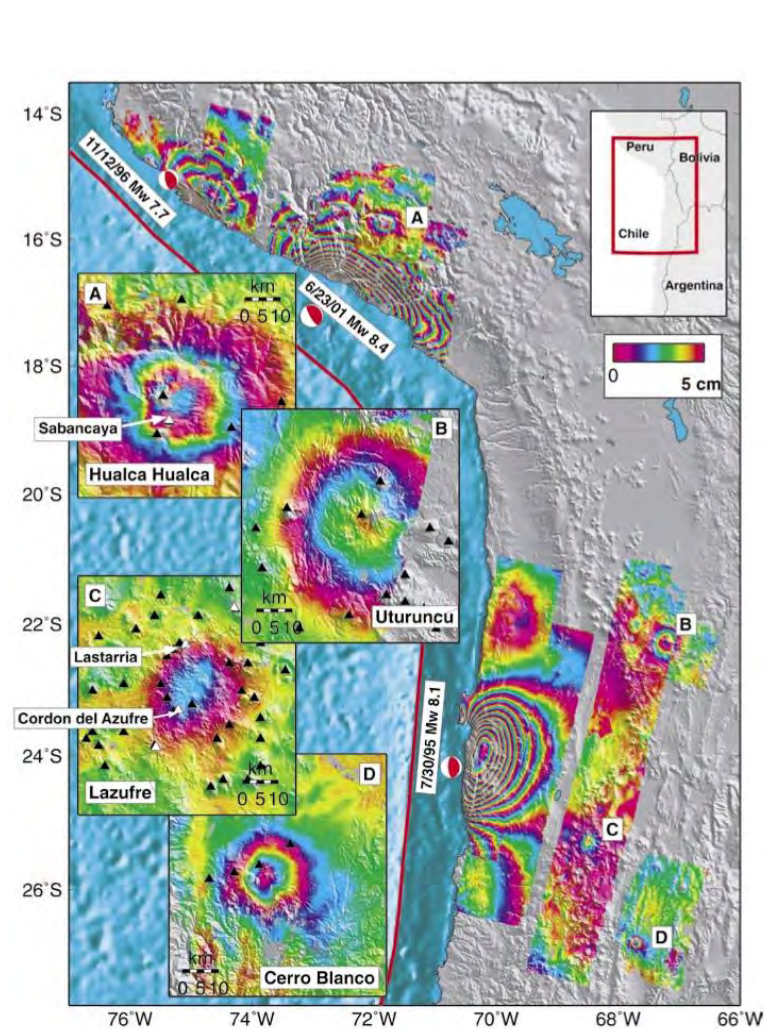 14°S
16°S
18°S
20°S
22°S
24°S
26°S
76°W
74°W
72°W
70°W
68°W
66°W
11/12/96 Mw 7.7
6/23/01 Mw 8.4
7/30/95 Mw 8.1
A
B
C
D
Peru
Bolivia
Chile
Argentina
0
5 cm
A
km
0 5 10
Sabancaya
Hualca Hualca
B
km
0 5 10
Uturuncu
C
Lastarria
Cordon del Azufre
km
0 5 10
Lazufre
D
km
0 5 10
Cerro Blanco